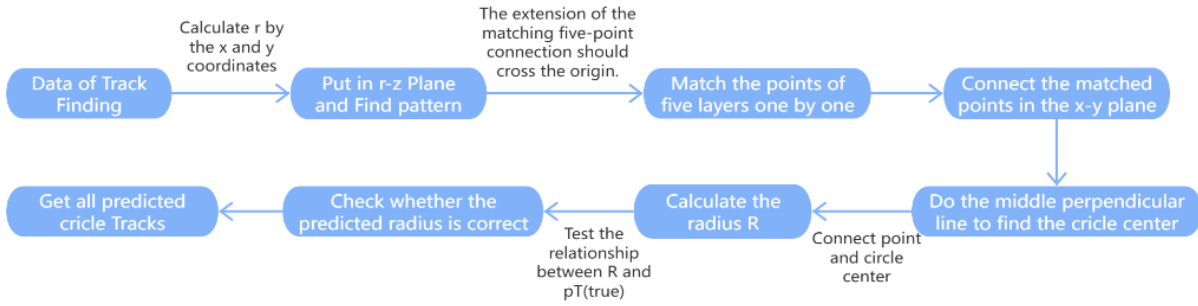 Data of Track
Finding
Calculate r by
the x and y
coordinates
Put in r-z Plane
and Find pattern
The extension of the
matching five-point
connection should
cross the origin.
Match the points of
five layers one by one
Connect the matched
points in the x-y plane
Do the middle perpendicular
line to find the cricle center
Connect point
and circle
center
Calculate the
radius R
Test the
relationship
between R and
pT(true)
Check whether the
predicted radius is correct
Get all predicted
cricle Tracks